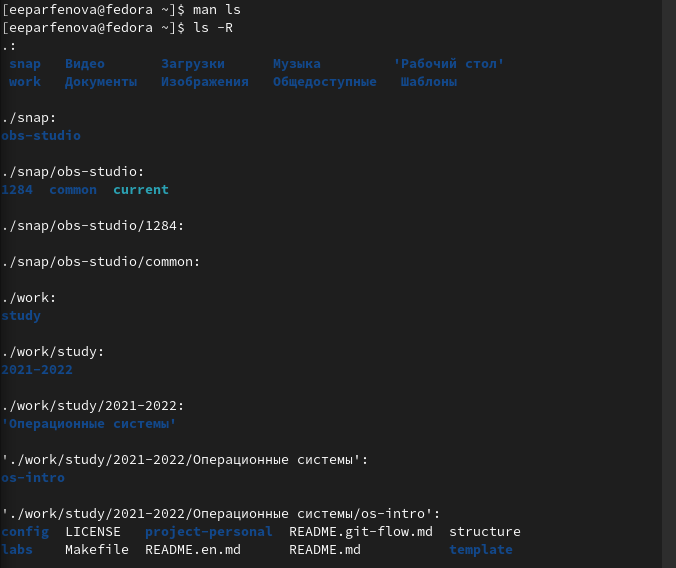 [eeparfenova@fedora ~]$ man ls
[eeparfenova@fedora ~]$ ls -R
.:
snap Видео Загрузки Музыка 'Рабочий стол'
work Документы Изображения Общедоступные Шаблоны
./snap:
obs-studio
./snap/obs-studio:
1284 common current
./snap/obs-studio/1284:
./snap/obs-studio/common:
./work:
study
./work/study:
2021-2022
./work/study/2021-2022:
'Операционные системы'
'./work/study/2021-2022/Операционные системы':
os-intro
'./work/study/2021-2022/Операционные системы/os-intro':
config LICENSE project-personal README.git-flow.md structure
labs Makefile README.en.md README.md template